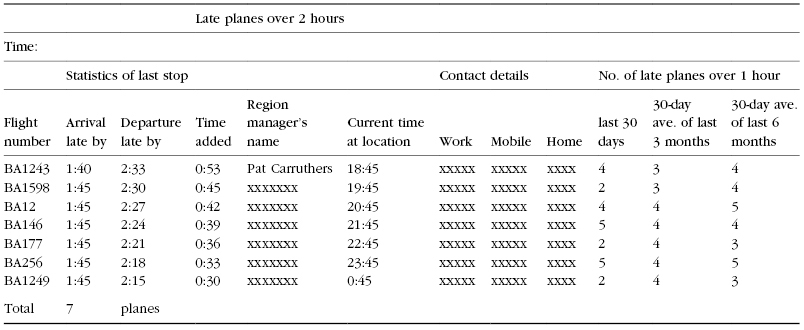 Late planes over 2 hours
Time:
Statistics of last stop Contact details No. of late planes over 1 hour
Region 30-day 30-day ave.
Flight Arrival Departure Time manager's Current time last 30 ave. of last of last 6
number late by late by added name at location Work Mobile Home days 3 months months
BA1243 1:40 2:33 0:53 Pat Carruthers 18:45 xxxxx xxxxx xxxx 4 3 4
BA1598 1:45 2:30 0:45 xxxxxxx 19:45 xxxxx xxxxx xxxx 2 3 4
BA12 1:45 2:27 0:42 xxxxxxx 20:45 xxxxx xxxxx xxxx 4 4 5
BA146 1:45 2:24 0:39 xxxxxxx 21:45 xxxxx xxxxx xxxx 5 4 4
BA177 1:45 2:21 0:36 xxxxxxx 22:45 xxxxx xxxxx xxxx 2 4 3
BA256 1:45 2:18 0:33 xxxxxxx 23:45 xxxxx xxxxx xxxx 5 4 5
BA1249 1:45 2:15 0:30 xxxxxxx 0:45 xxxxx xxxxx xxxx 2 4 3
Total 7 planes